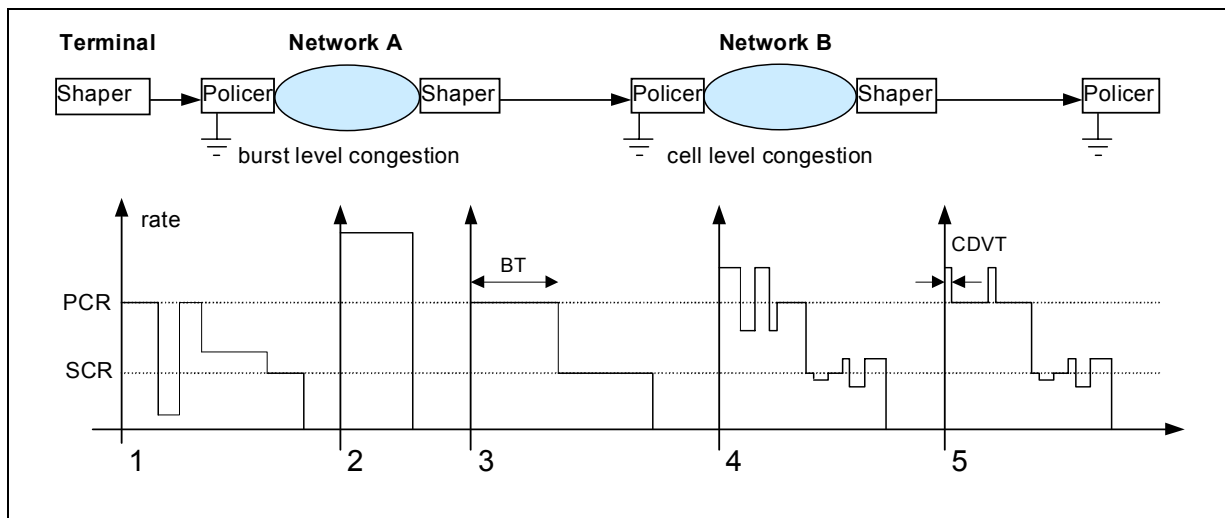 Terminal Network A Network B
Shaper Policer Shaper Policer Shaper Policer
burst level congestion cell level congestion
rate
CDVT
BT
PCR
SCR
1 2 3 4 5